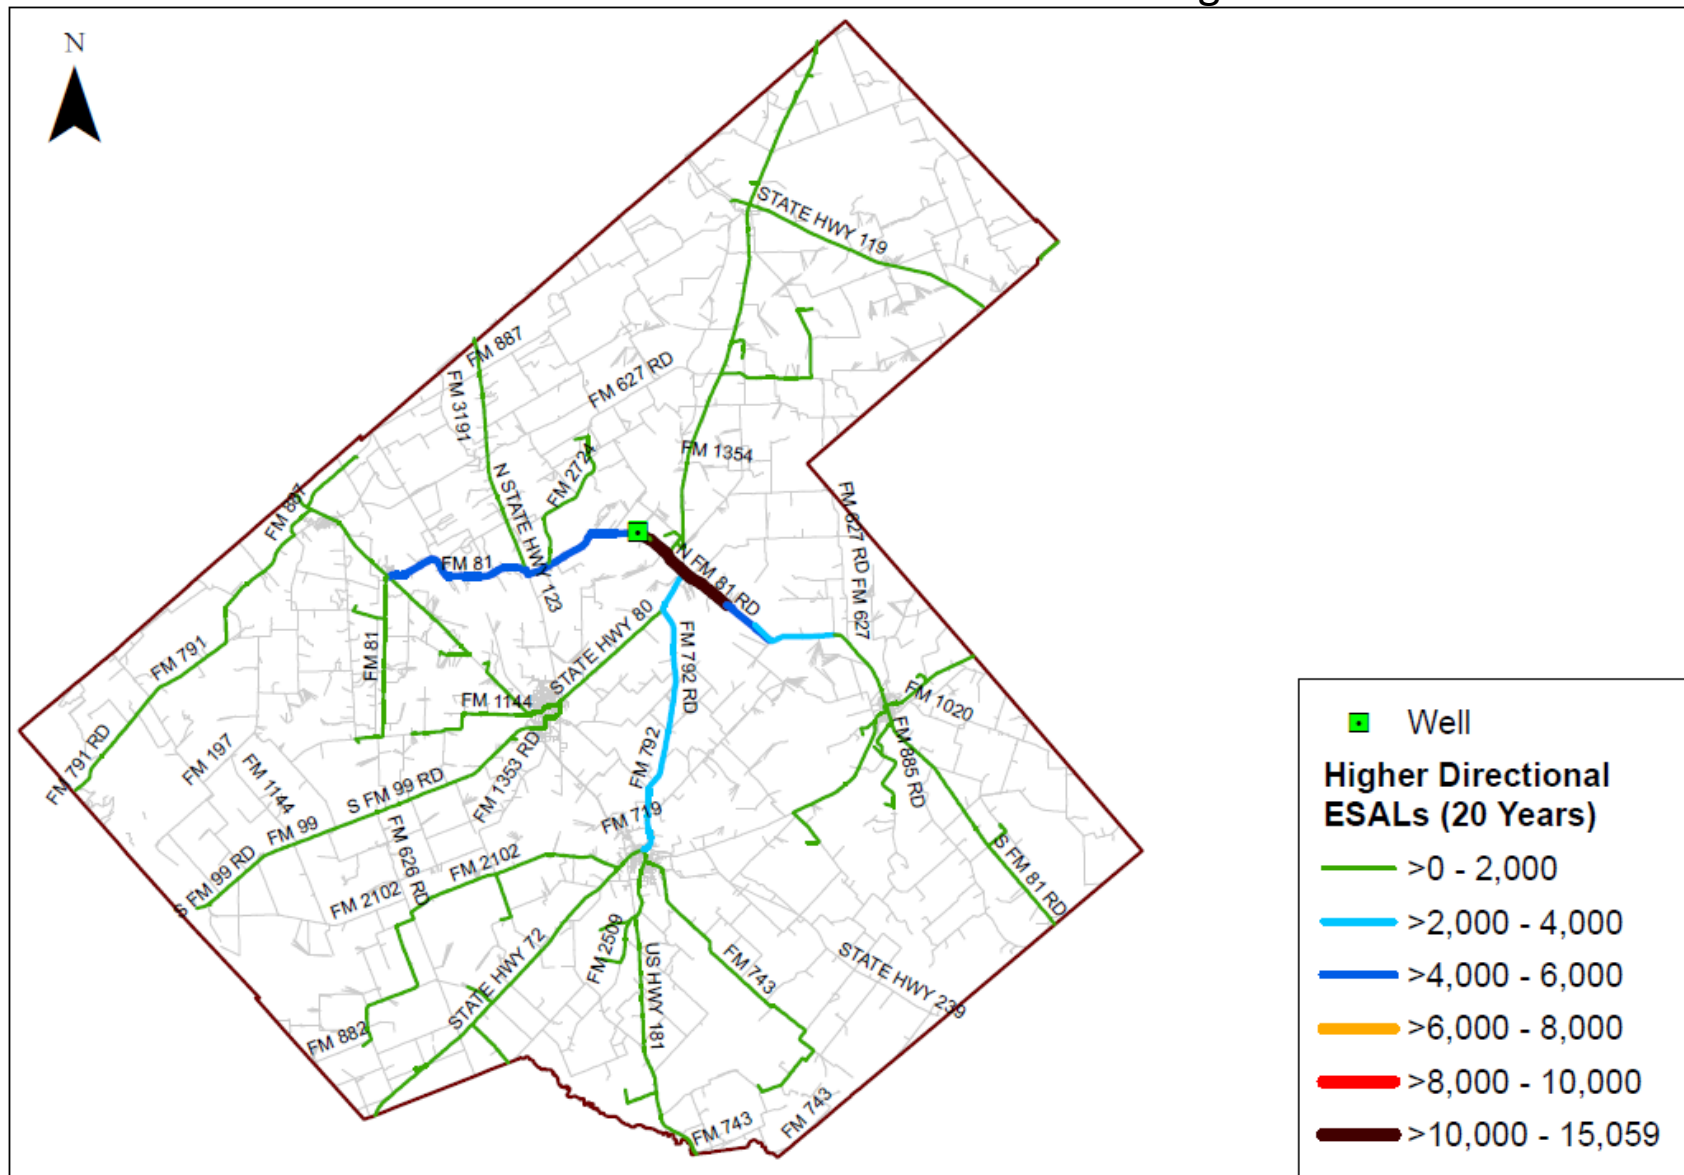 g
N
STATE HWY 119
FM 887
FM 3191
FM 627 RD
FM 1354
FM 2724
N STATE HWY 123
FM 887
FM 627 RD
FM 627
FM 81
N FM 81 RD
STATE HWY 80
FM 792 RD
FM 81
FM 791
FM 1144
FM 1020
FM 885 RD
FM 791 RD
FM 197
FM 1144
FM 792
S FM 99 RD
FM 1353 RD
FM 719
FM 99
S FM 99 RD
FM 626 RD
FM 2102
FM 2102
S FM 81 RD
FM 2509
STATE HWY 72
US HWY 181
FM 743
STATE HWY 239
FM 882
FM 743
FM 743
Well
Higher Directional
ESALs (20 Years)
>0 - 2,000
>2,000 - 4,000
>4,000 - 6,000
>6,000 - 8,000
>8,000 - 10,000
>10,000 - 15,059